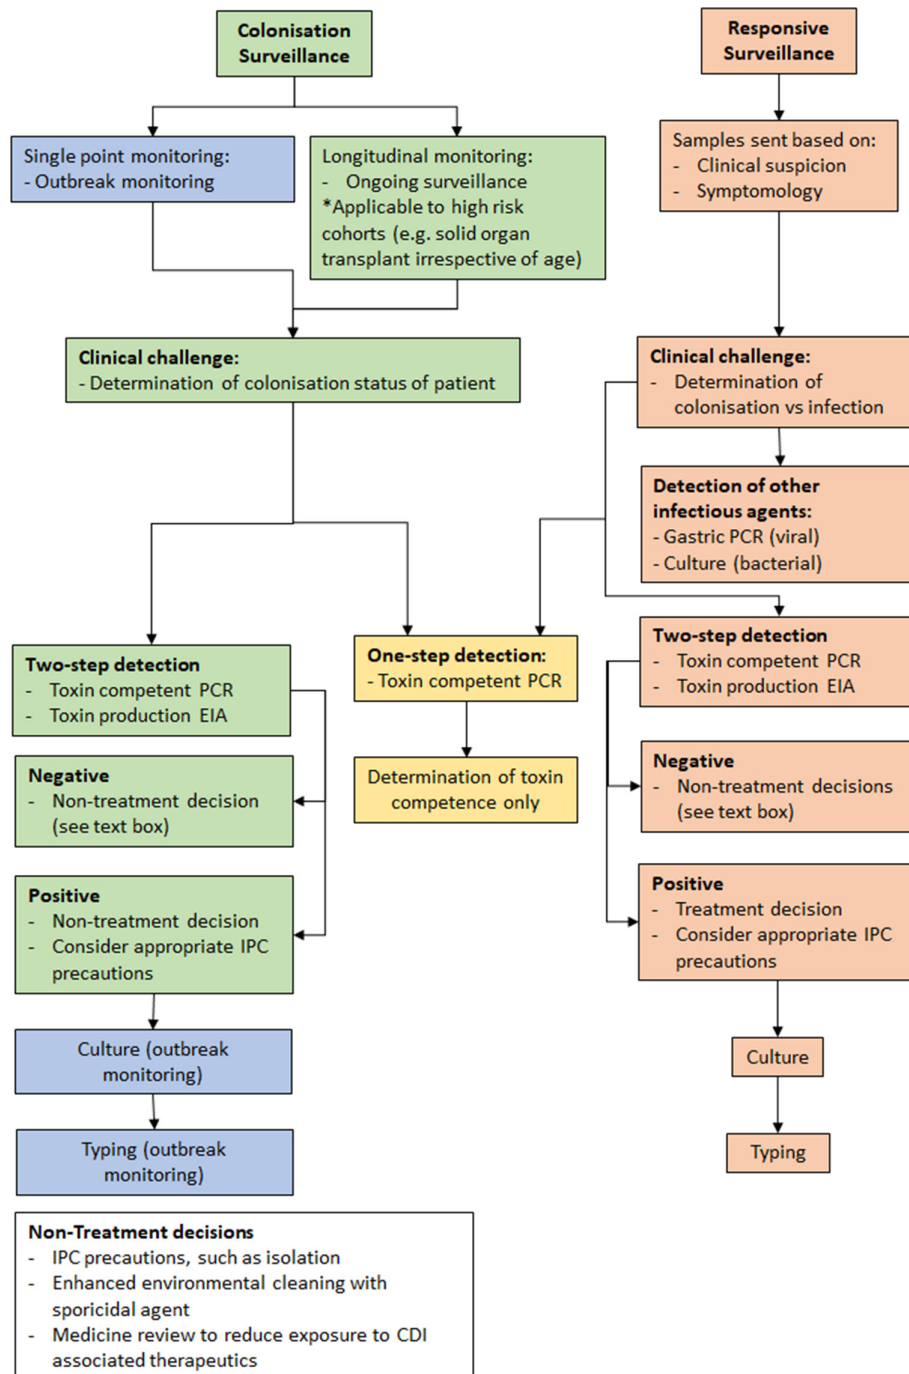 Colonisation
Surveillance
Responsive
Surveillance
Single point monitoring:
- Outbreak monitoring
Longitudinal monitoring:
- Ongoing surveillance
*Applicable to high risk
cohorts (e.g. solid organ
transplant irrespective of age)
Samples sent based on:
- Clinical suspicion
- Symptomology
Clinical challenge:
- Determination of colonisation status of patient
Clinical challenge:
- Determination of
colonisation vs infection
Detection of other
infectious agents:
- Gastric PCR (viral)
- Culture (bacterial)
Two-step detection
- Toxin competent PCR
- Toxin production EIA
One-step detection:
- Toxin competent PCR
Two-step detection
- Toxin competent PCR
- Toxin production EIA
Negative
- Non-treatment decision
(see text box)
Determination of toxin
competence only
Negative
- Non-treatment decisions
(see text box)
Positive
- Non-treatment decision
- Consider appropriate IPC
precautions
Positive
- Treatment decision
- Consider appropriate IPC
precautions
Culture (outbreak
monitoring)
Culture
Typing (outbreak
monitoring)
Typing
Non-Treatment decisions
- IPC precautions, such as isolation
- Enhanced environmental cleaning with
sporicidal agent
- Medicine review to reduce exposure to CDI
associated therapeutics